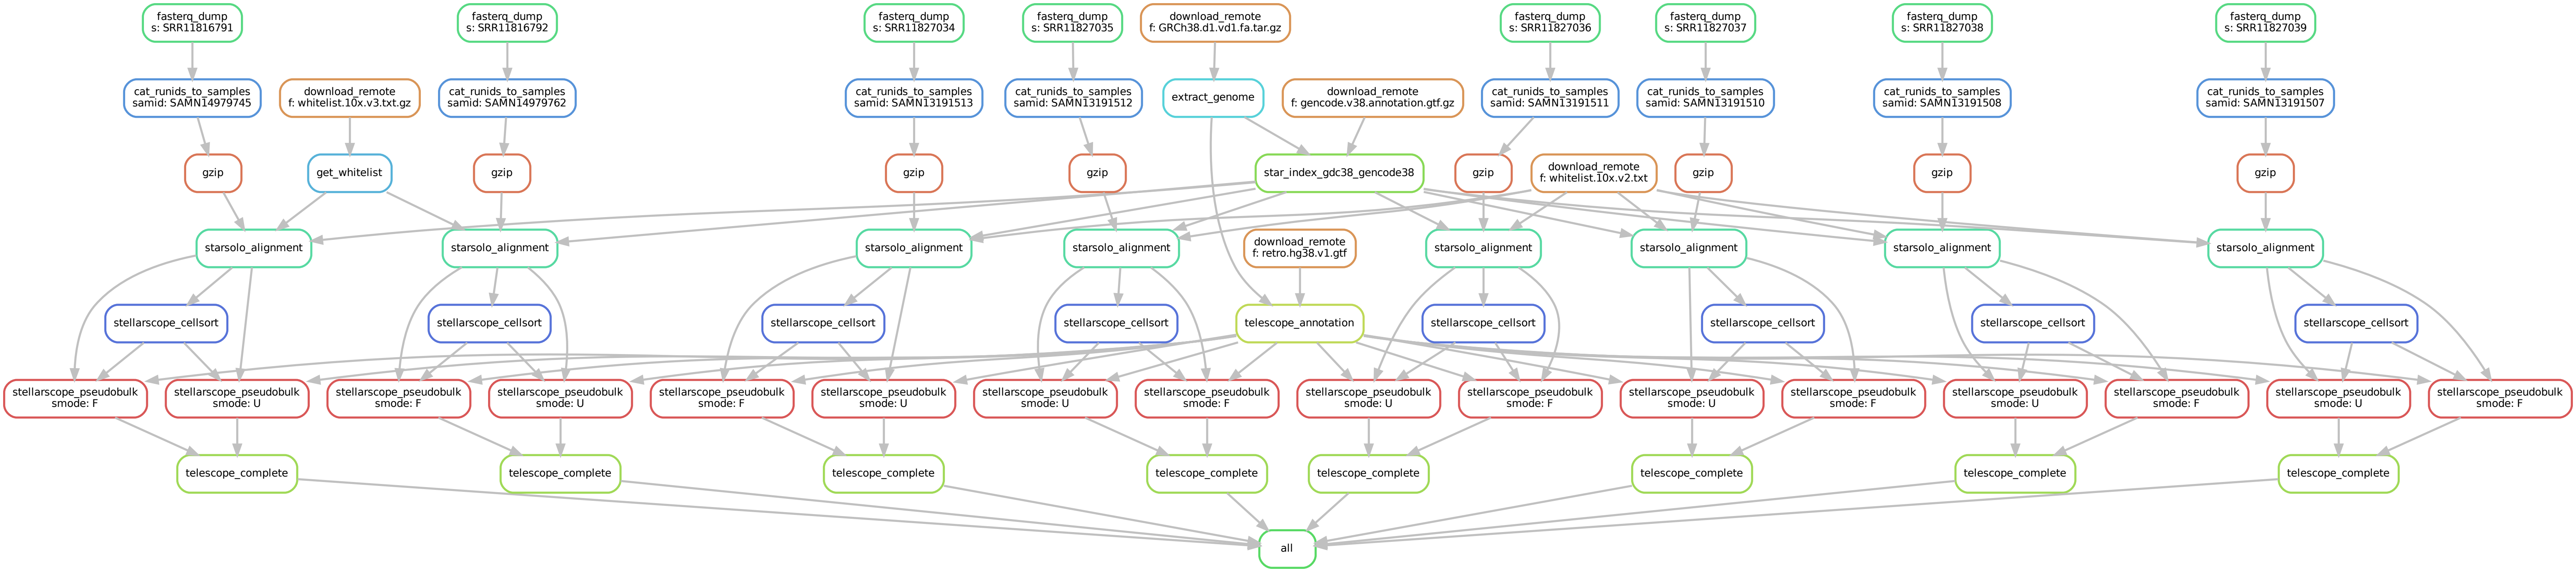 fasterq_dump
s: SRR11816791
fasterq_dump
s: SRR11816792
fasterq_dump
s: SRR11827034
fasterq_dump
s: SRR11827035
download_remote
f: GRCh38.d1.vd1.fa.tar.gz
fasterq_dump
s: SRR11827036
fasterq_dump
s: SRR11827037
fasterq_dump
s: SRR11827038
fasterq_dump
s: SRR11827039
cat_runids_to_samples
samid: SAMN14979745
download_remote
f: whitelist.10x.v3.txt.gz
cat_runids_to_samples
samid: SAMN14979762
cat_runids_to_samples
samid: SAMN13191513
cat_runids_to_samples
samid: SAMN13191512
extract_genome
download_remote
f: gencode.v38.annotation.gtf.gz
cat_runids_to_samples
samid: SAMN13191511
cat_runids_to_samples
samid: SAMN13191510
cat_runids_to_samples
samid: SAMN13191508
cat_runids_to_samples
samid: SAMN13191507
gzip
get_whitelist
gzip
gzip
gzip
star_index_gdc38_gencode38
gzip
download_remote
f: whitelist.10x.v2.txt
gzip
gzip
gzip
starsolo_alignment
starsolo_alignment
starsolo_alignment
starsolo_alignment
download_remote
f: retro.hg38.v1.gtf
starsolo_alignment
starsolo_alignment
starsolo_alignment
starsolo_alignment
stellarscope_cellsort
stellarscope_cellsort
stellarscope_cellsort
stellarscope_cellsort
telescope_annotation
stellarscope_cellsort
stellarscope_cellsort
stellarscope_cellsort
stellarscope_cellsort
stellarscope_pseudobulk
smode: F
stellarscope_pseudobulk
smode: U
stellarscope_pseudobulk
smode: F
stellarscope_pseudobulk
smode: U
stellarscope_pseudobulk
smode: F
stellarscope_pseudobulk
smode: U
stellarscope_pseudobulk
smode: U
stellarscope_pseudobulk
smode: F
stellarscope_pseudobulk
smode: U
stellarscope_pseudobulk
smode: F
stellarscope_pseudobulk
smode: U
stellarscope_pseudobulk
smode: F
stellarscope_pseudobulk
smode: U
stellarscope_pseudobulk
smode: F
stellarscope_pseudobulk
smode: U
stellarscope_pseudobulk
smode: F
telescope_complete
telescope_complete
telescope_complete
telescope_complete
telescope_complete
telescope_complete
telescope_complete
telescope_complete
all